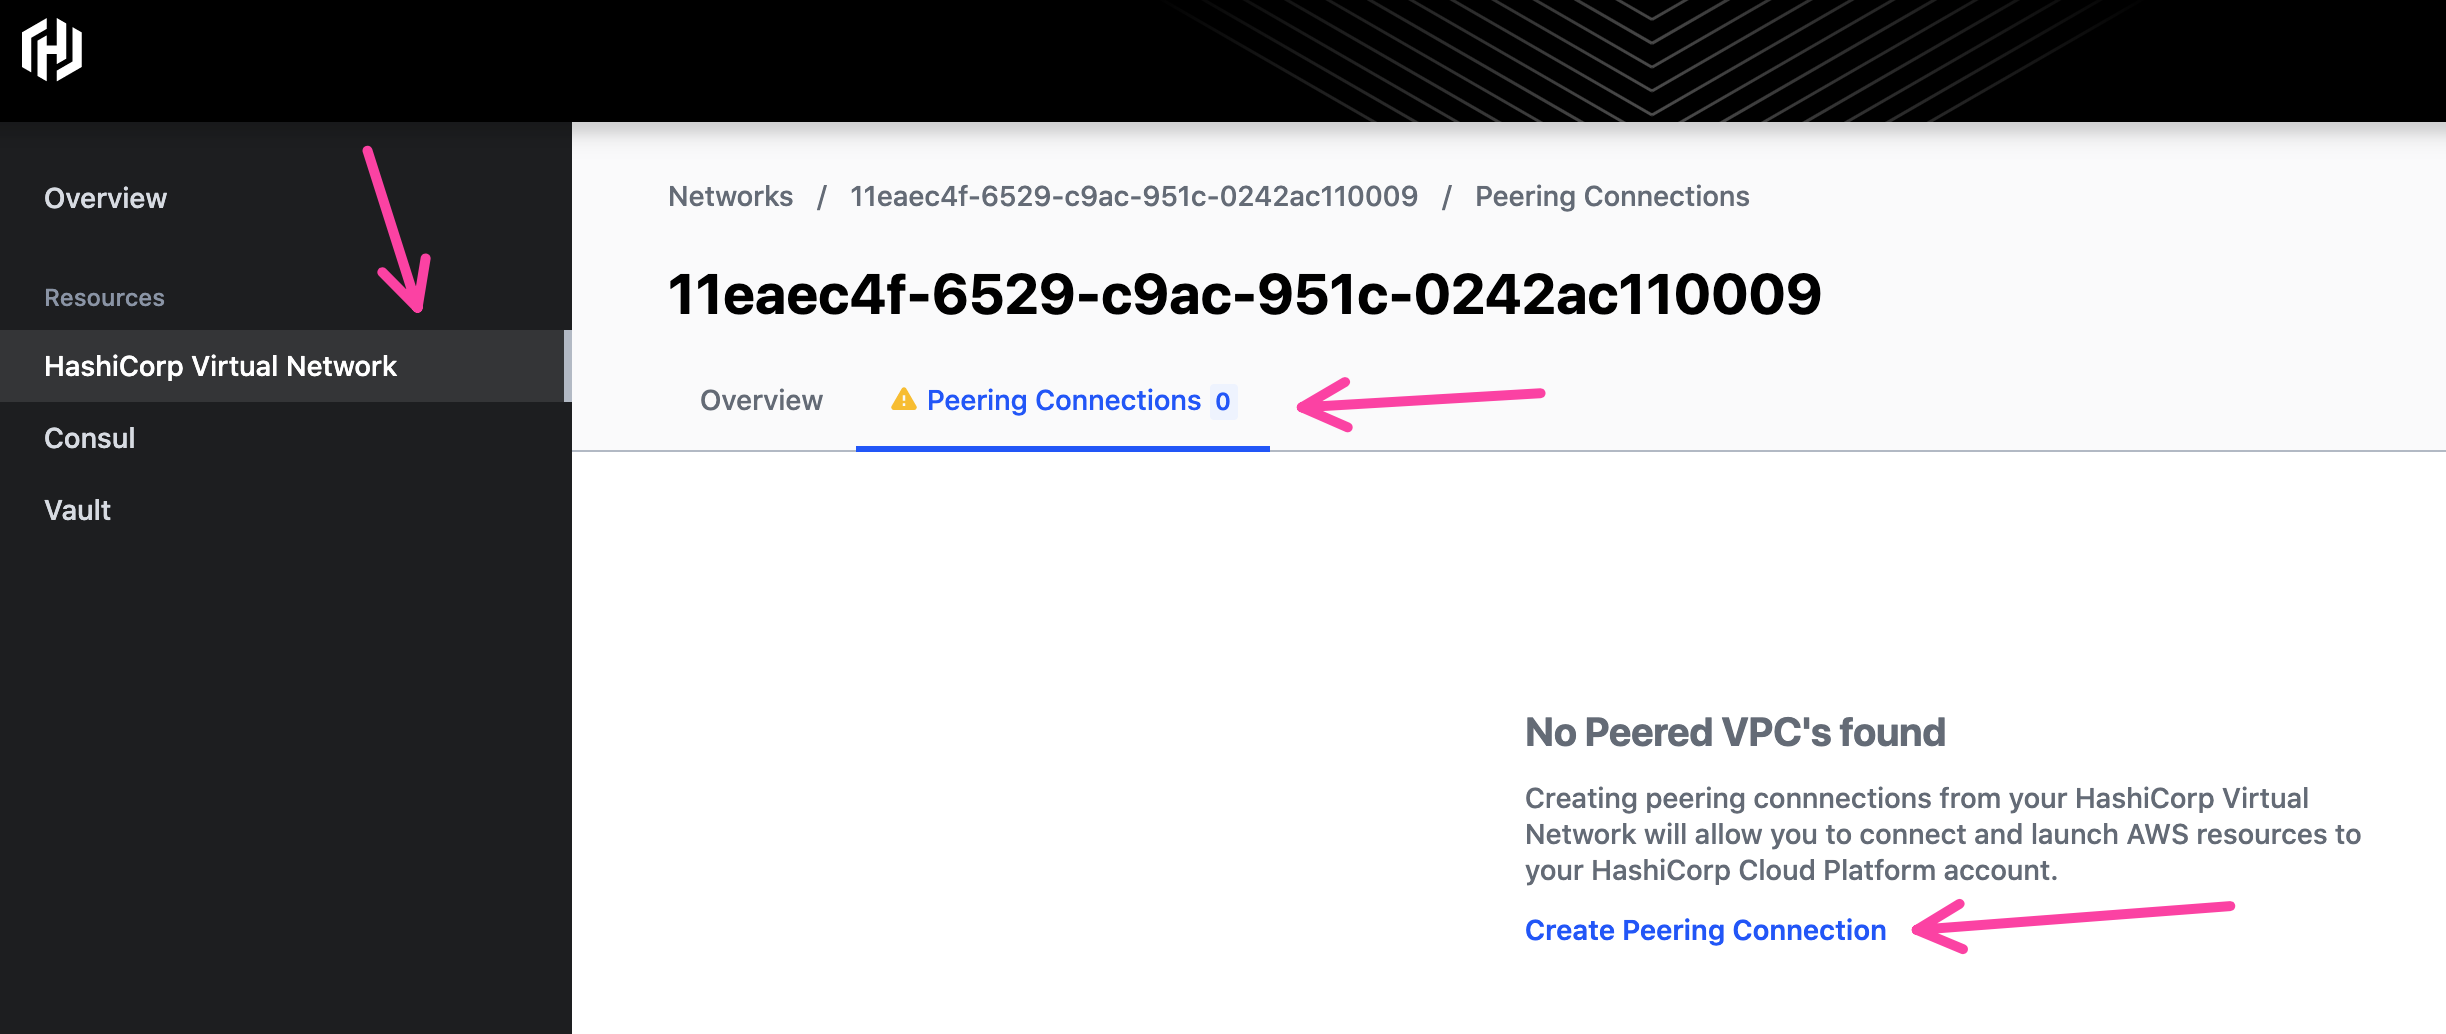 Overview
Resources
HashiCorp Virtual Network
Consul
Vault
Networks / 11eaec4f-6529-c9ac-951c-0242ac110009 / Peering Connections
11eaec4f-6529-c9ac-951c-0242ac110009
Overview Peering Connections 0
No Peered VPC's found
Creating peering connnections from your HashiCorp Virtual
Network will allow you to connect and launch AWS resources to
your HashiCorp Cloud Platform account.
Create Peering Connection